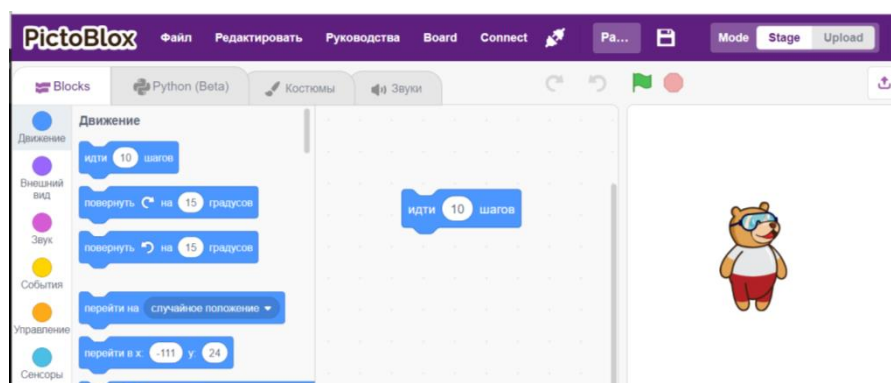 PictoBlox Файл Редактировать Руководства Board Connect Ра... Mode Stage Upload
Blocks Python (Beta) Костюмы Звуки
Движение
Внешний вид
Звук
События
Управление
Сенсоры
Движение
идти 10 шагов
повернуть на 15 градусов
повернуть на 15 градусов
перейти на случайное положение
перейти в x: -111 y: 24
идти 10 шагов